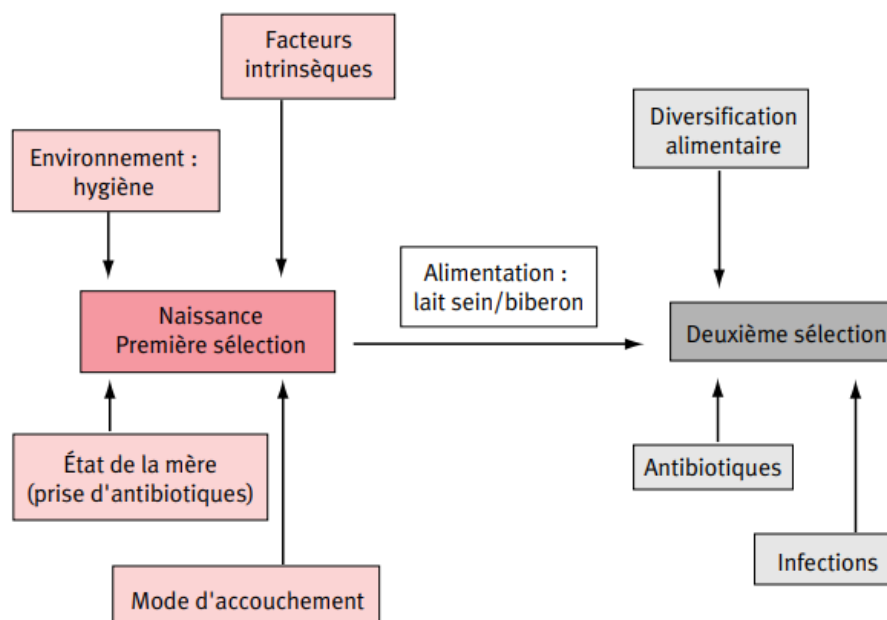 Facteurs
intrinsèques
Environnement :
hygiène
Diversification
alimentaire
Alimentation :
lait sein/biberon
Naissance
Première sélection
Deuxième sélection
État de la mère
(prise d'antibiotiques)
Antibiotiques
Mode d'accouchement
Infections